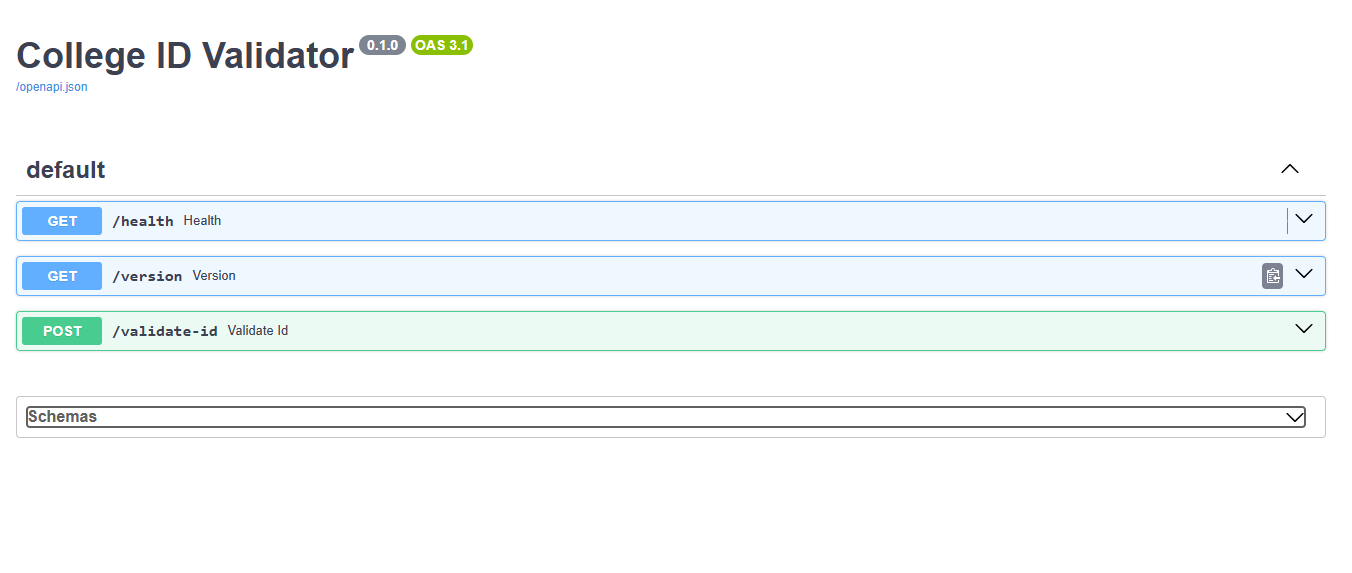 College ID Validator 0.1.0 OAS 3.1
/openapi.json
default
GET /health Health
GET /version Version
POST /validate-id Validate Id
Schemas